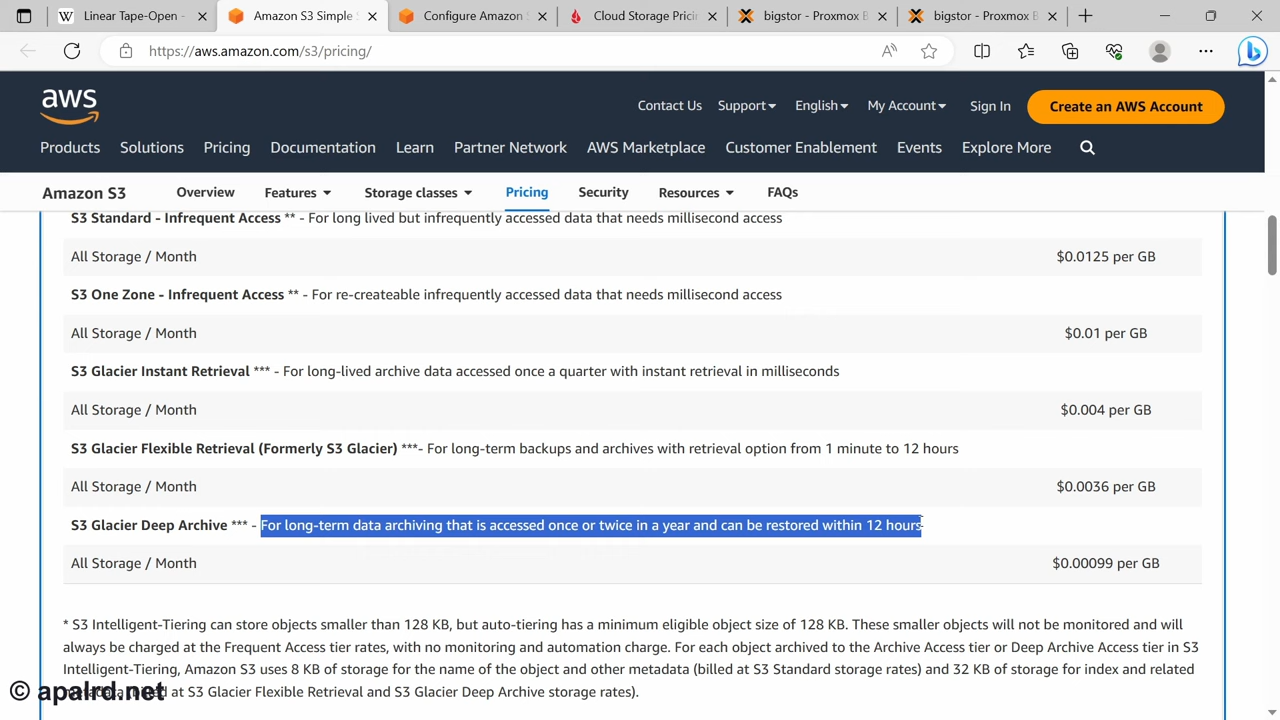 Linear Tape-Open -
Amazon S3 Simple S
Configure Amazon S
Cloud Storage Prici
bigstor - Proxmox B
bigstor - Proxmox B
https://aws.amazon.com/s3/pricing/
aws
Contact Us Support English My Account Sign In Create an AWS Account
Products Solutions Pricing Documentation Learn Partner Network AWS Marketplace Customer Enablement Events Explore More
Amazon S3 Overview Features Storage classes Pricing Security Resources FAQs
S3 Standard - Infrequent Access ** - For long lived but infrequently accessed data that needs millisecond access
All Storage / Month $0.0125 per GB
S3 One Zone - Infrequent Access ** - For re-createable infrequently accessed data that needs millisecond access
All Storage / Month $0.01 per GB
S3 Glacier Instant Retrieval *** - For long-lived archive data accessed once a quarter with instant retrieval in milliseconds
All Storage / Month $0.004 per GB
S3 Glacier Flexible Retrieval (Formerly S3 Glacier) ***- For long-term backups and archives with retrieval option from 1 minute to 12 hours
All Storage / Month $0.0036 per GB
S3 Glacier Deep Archive *** - For long-term data archiving that is accessed once or twice in a year and can be restored within 12 hours
All Storage / Month $0.00099 per GB
* S3 Intelligent-Tiering can store objects smaller than 128 KB, but auto-tiering has a minimum eligible object size of 128 KB. These smaller objects will not be monitored and will
always be charged at the Frequent Access tier rates, with no monitoring and automation charge. For each object archived to the Archive Access tier or Deep Archive Access tier in S3
Intelligent-Tiering, Amazon S3 uses 8 KB of storage for the name of the object and other metadata (billed at S3 Standard storage rates) and 32 KB of storage for index and related
at S3 Glacier Flexible Retrieval and S3 Glacier Deep Archive storage rates).
© apalrd.net